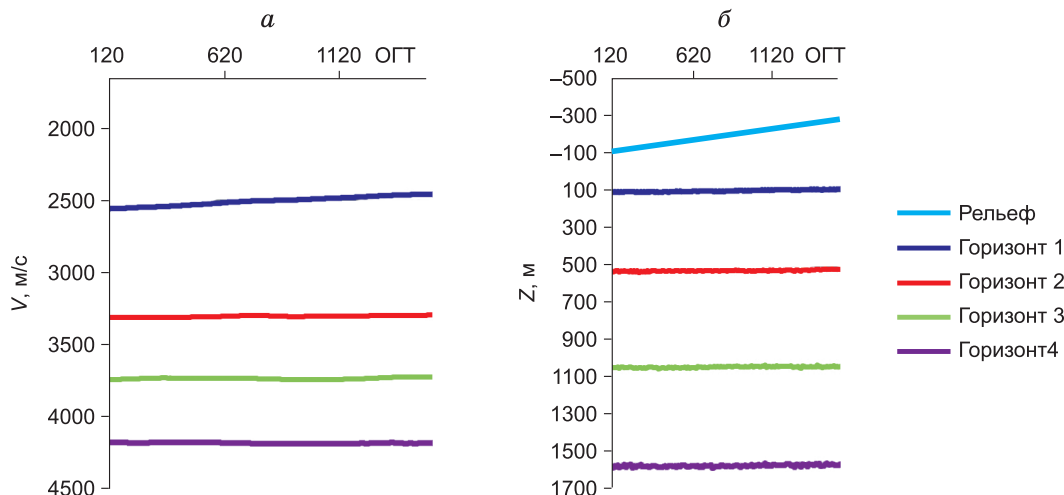 а
120 620 1120 ОГТ
2000
2500
3000
3500
4000
4500
V, м/с
б
120 620 1120 ОГТ
–500
–300
–100
100
300
500
700
900
1100
1300
1500
1700
Z, м
Рельеф
Горизонт 1
Горизонт 2
Горизонт 3
Горизонт4